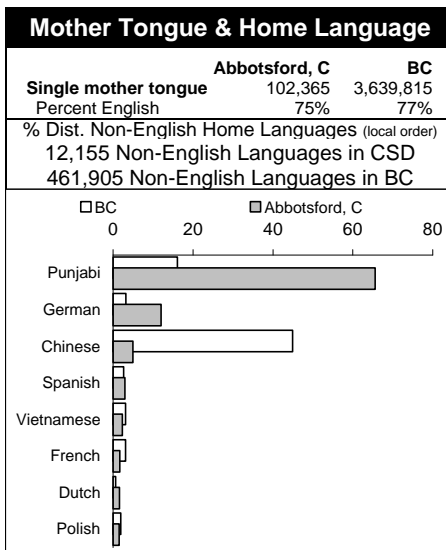 Mother Tongue & Home Language
Abbotsford, C BC
Single mother tongue 102,365 3,639,815
Percent English 75% 77%
% Dist. Non-English Home Languages (local order)
12,155 Non-English Languages in CSD
461,905 Non-English Languages in BC
BC Abbotsford, C
0 20 40 60 80
Punjabi
German
Chinese
Spanish
Vietnamese
French
Dutch
Polish